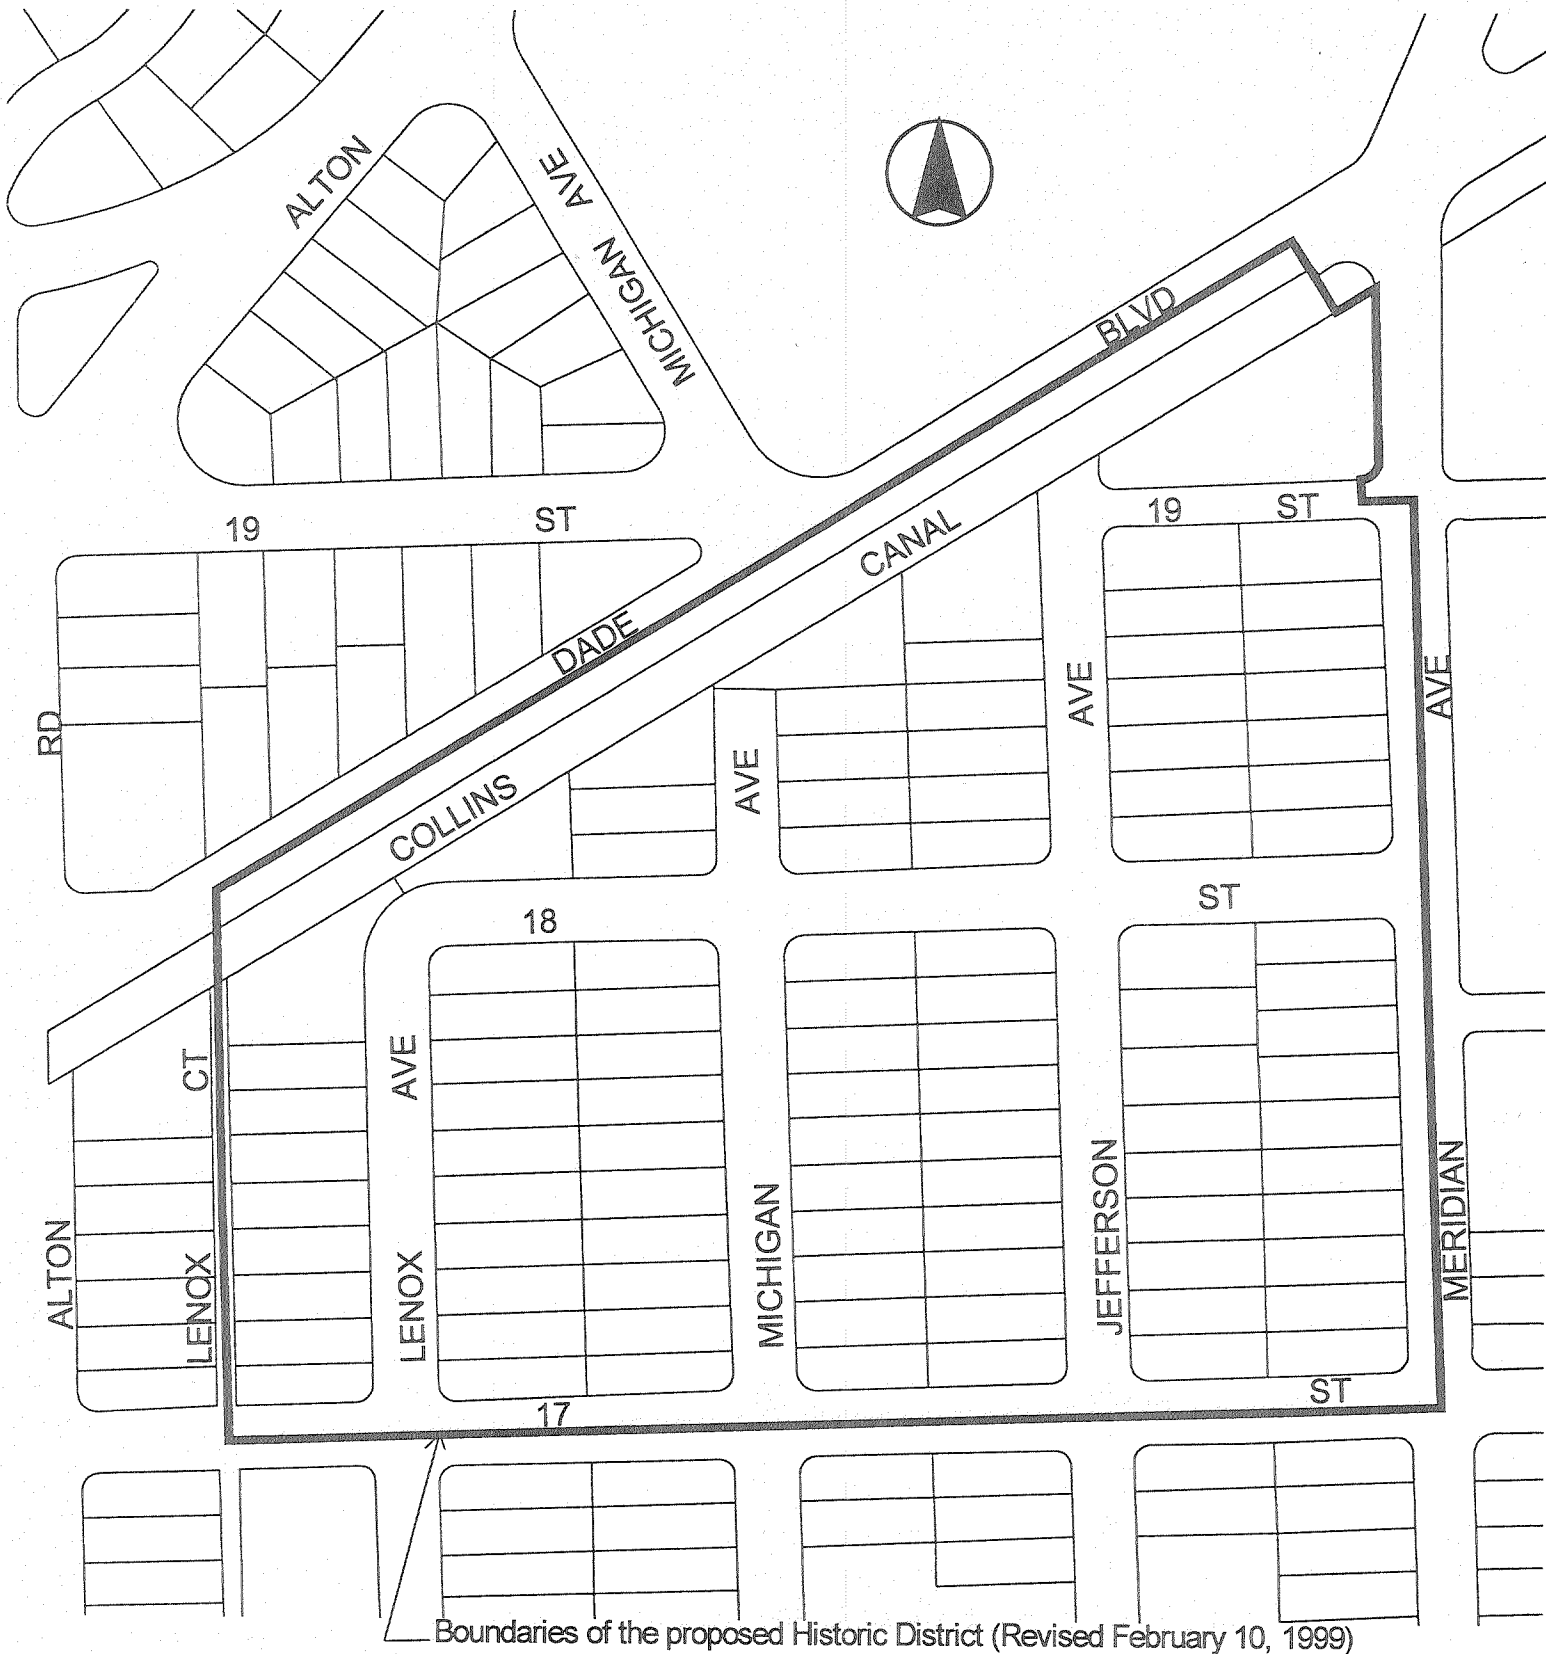 ALTON
MICHIGAN AVE
BLVD
19 ST
19 ST
CANAL
DADE
RD
AVE
AVE
AVE
COLLINS
18 ST
CT
AVE
ALTON
LENOX
LENOX
MICHIGAN
JEFFERSON
MERIDIAN
17 ST
Boundaries of the proposed Historic District (Revised February 10, 1999)